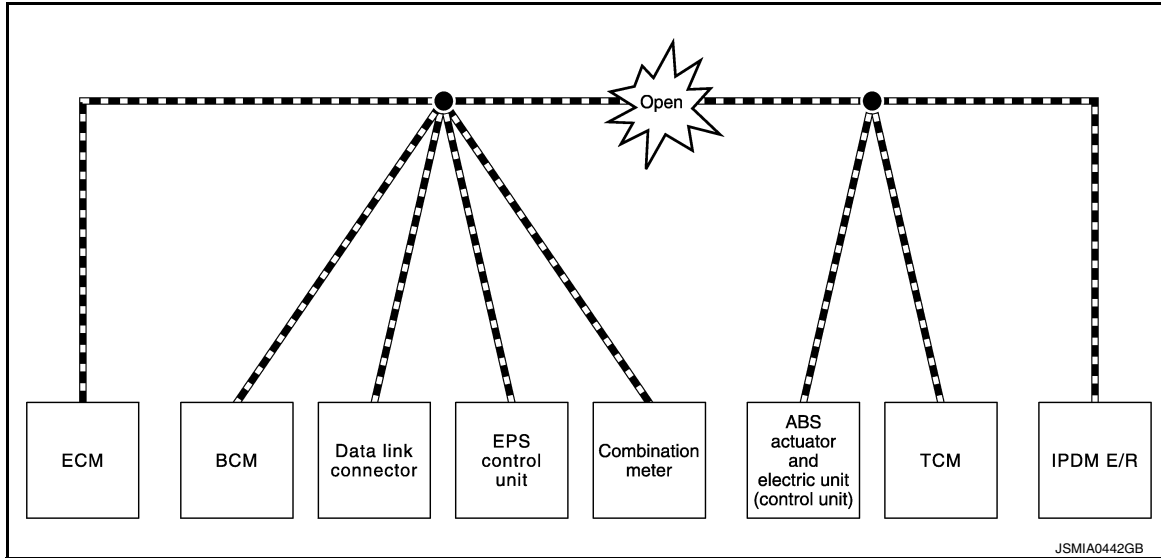 Open
ECM
BCM
Data link
connector
EPS
control
unit
Combination
meter
ABS
actuator
and
electric unit
(control unit)
TCM
IPDM E/R
JSMIA0442GB